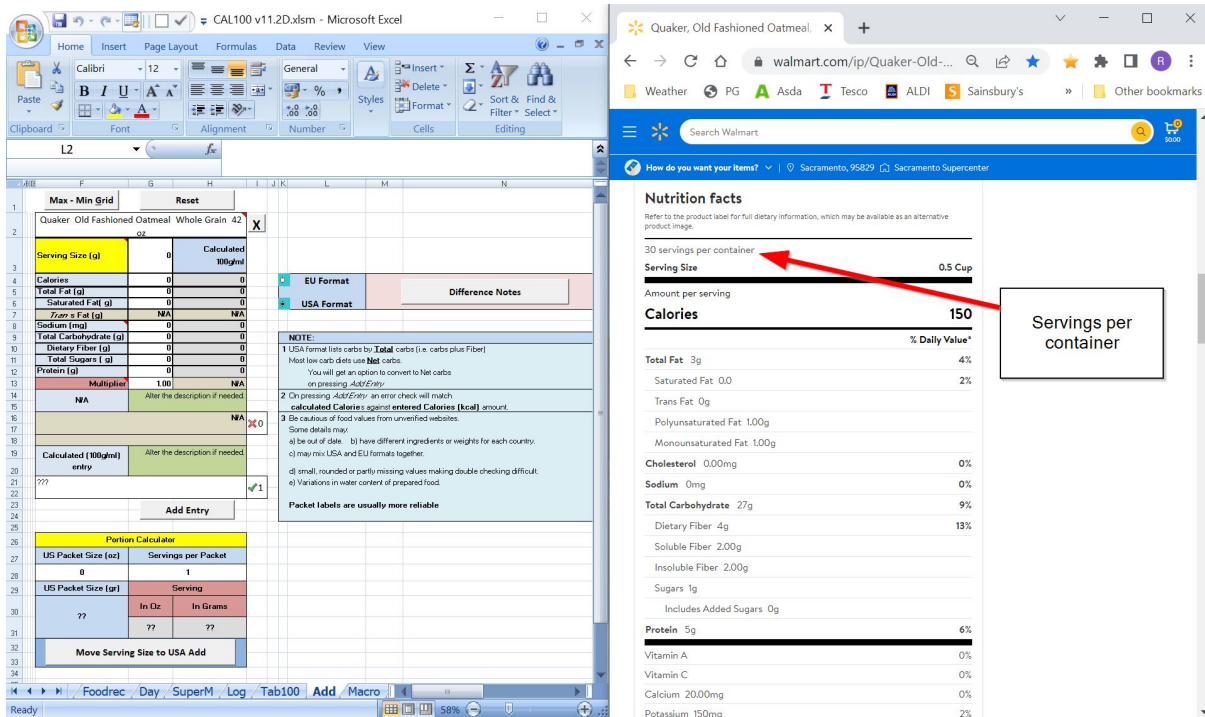 CAL100 v11.2D.xlsm - Microsoft Excel
Home Insert Page Layout Formulas Data Review View
Paste
Calibri 12
B I U
General
Styles
Insert
Delete
Format
Sort & Filter
Find & Select
Clipboard Font Alignment Number Cells Editing
L2
fx
F G H I J K L M N
Max - Min Grid
Reset
Quaker Old Fashioned Oatmeal Whole Grain 42 oz
X
Serving Size (g) 0 Calculated 100g/ml
Calories 0 0
Total Fat (g) 0 0
Saturated Fat( g) 0 0
Trans Fat (g) N/A N/A
Sodium (mg) 0 0
Total Carbohydrate (g) 0 0
Dietary Fiber (g) 0 0
Total Sugars ( g) 0 0
Protein (g) 0 0
Multiplier 1.00 N/A
N/A
Alter the description if needed.
N/A
0
Calculated (100g/ml) entry
Alter the description if needed.
???
1
Add Entry
Portion Calculator
US Packet Size (oz) Servings per Packet
0 1
US Packet Size (gr) Serving
In Oz In Grams
?? ?? ??
Move Serving Size to USA Add
EU Format
USA Format
Difference Notes
NOTE:
1 USA format lists carbs by Total carbs (i.e. carbs plus Fiber)
Most low carb diets use Net carbs.
You will get an option to convert to Net carbs
on pressing Add Entry
2 On pressing Add Entry an error check will match
calculated Calories against entered Calories (kcal) amount.
3 Be cautious of food values from unverified websites.
Some details may:
a) be out of date. b) have different ingredients or weights for each country.
c) may mix USA and EU formats together.
d) small, rounded or partly missing values making double checking difficult.
e) Variations in water content of prepared food.
Packet labels are usually more reliable
Foodrec Day SuperM Log Tab100 Add Macro
Ready
58%
Quaker, Old Fashioned Oatmeal,
walmart.com/ip/Quaker-Old-...
R
Weather PG Asda Tesco ALDI Sainsbury's » Other bookmarks
Search Walmart
0
$0.00
How do you want your items? Sacramento, 95829 Sacramento Supercenter
Nutrition facts
Refer to the product label for full dietary information, which may be available as an alternative
product image.
30 servings per container
Serving Size 0.5 Cup
Amount per serving
Calories 150
% Daily Value*
Total Fat 3g 4%
Saturated Fat 0.0 2%
Trans Fat 0g
Polyunsaturated Fat 1.00g
Monounsaturated Fat 1.00g
Cholesterol 0.00mg 0%
Sodium 0mg 0%
Total Carbohydrate 27g 9%
Dietary Fiber 4g 13%
Soluble Fiber 2.00g
Insoluble Fiber 2.00g
Sugars 1g
Includes Added Sugars 0g
Protein 5g 6%
Vitamin A 0%
Vitamin C 0%
Calcium 20.00mg 0%
Potassium 150mg 2%
Servings per
container